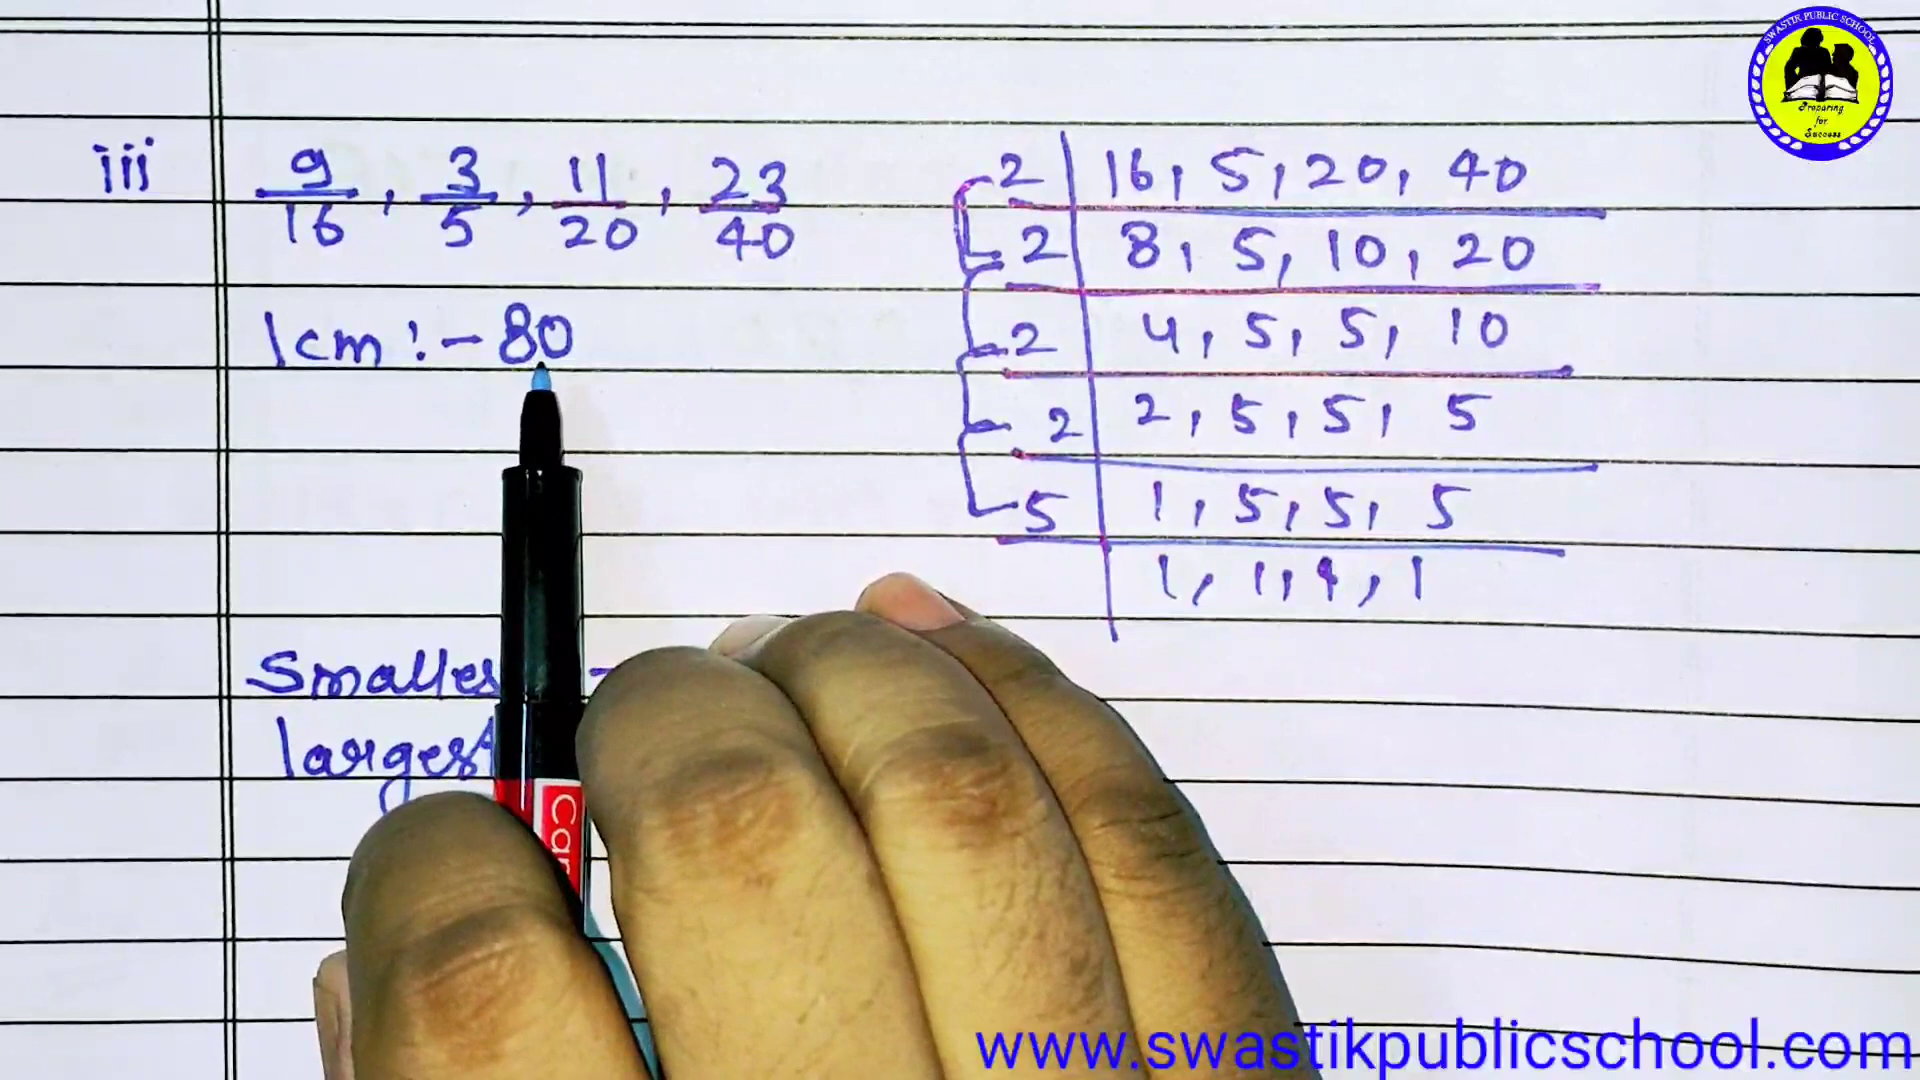 SWASTIK PUBLIC SCHOOL
Preparing
for
Success
iii 9/16, 3/5, 11/20, 23/40
lcm :- 80
2 | 16, 5, 20, 40
2 | 8, 5, 10, 20
2 | 4, 5, 5, 10
2 | 2, 5, 5, 5
5 | 1, 5, 5, 5
1, 1, 1, 1
Smalles
largest
www.swastikpublicschool.com